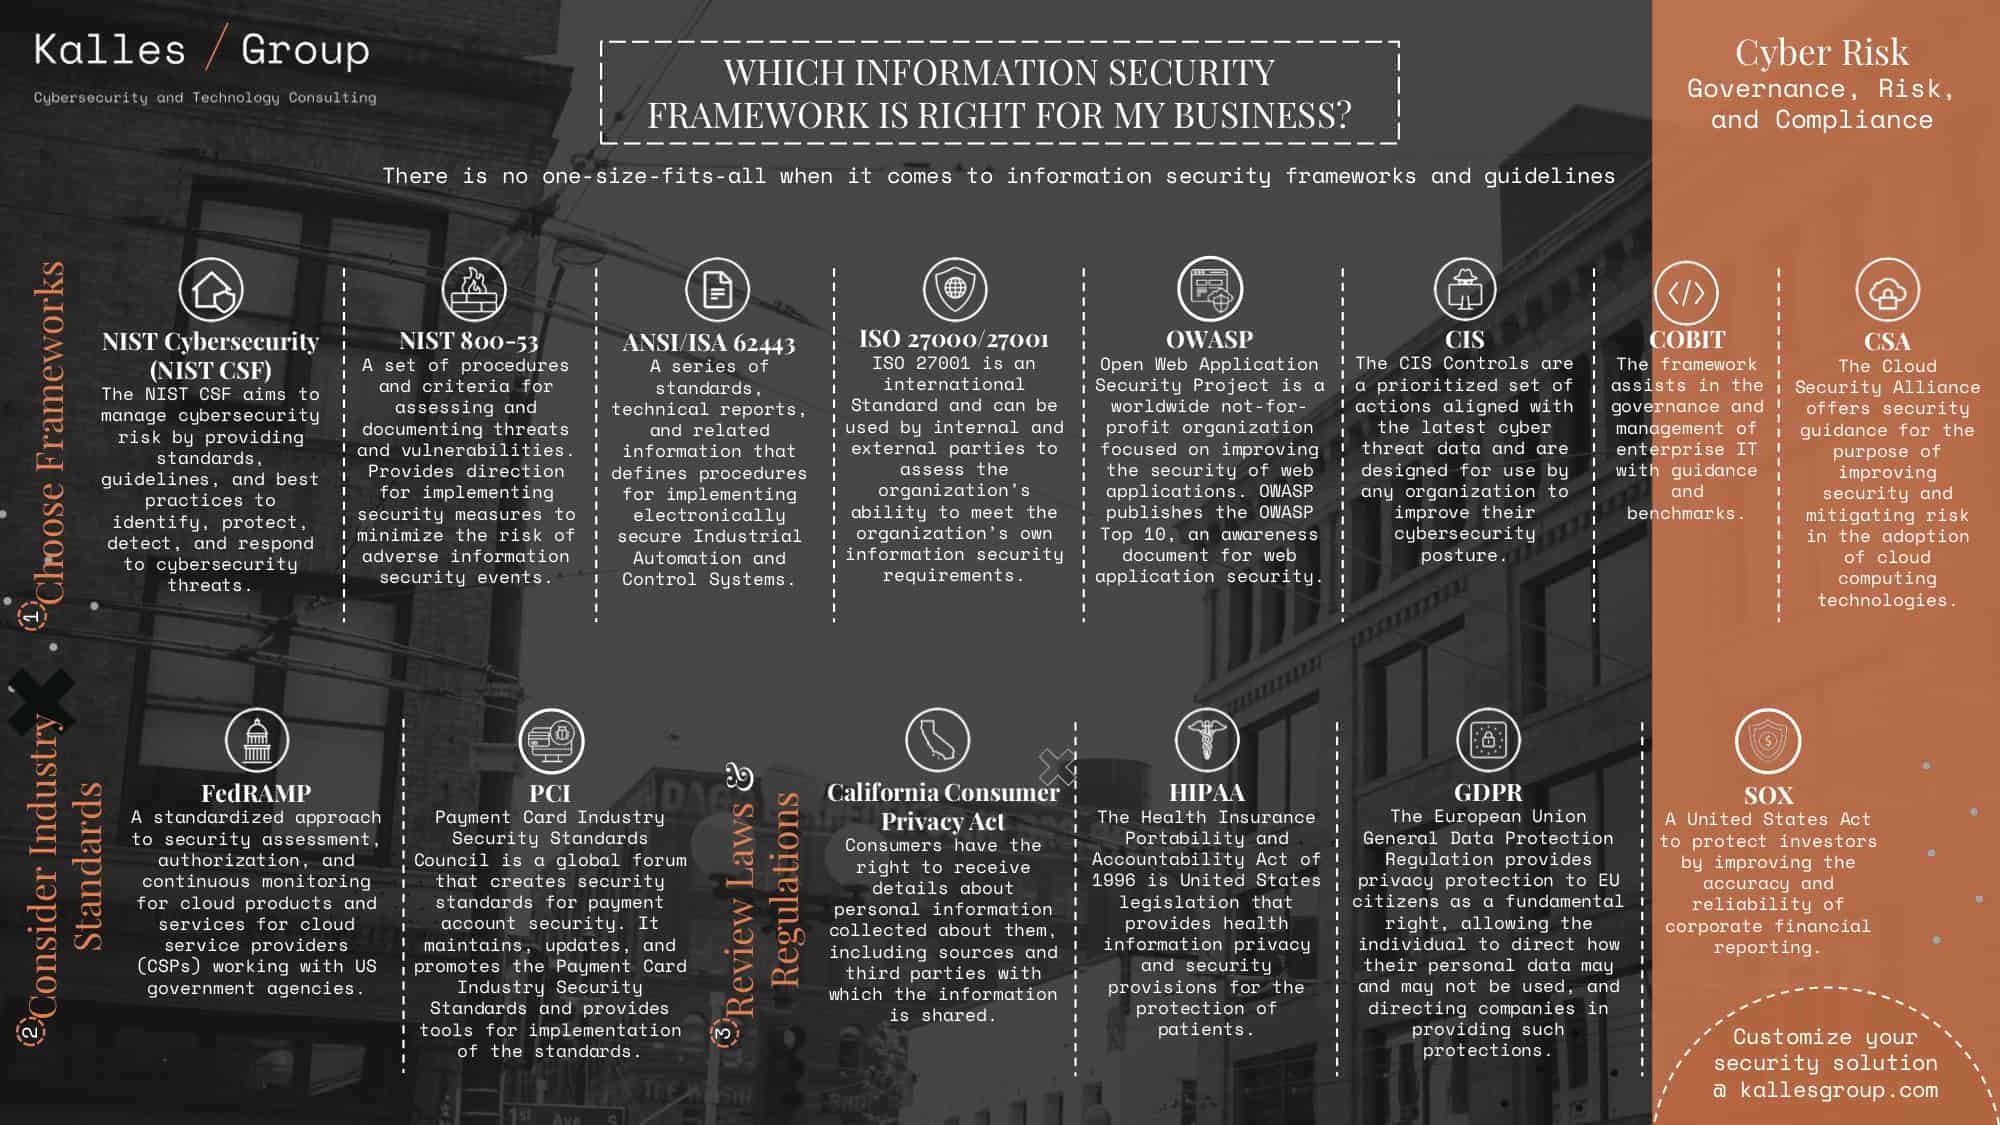 Kalles / Group
Cybersecurity and Technology Consulting
WHICH INFORMATION SECURITY
FRAMEWORK IS RIGHT FOR MY BUSINESS?
There is no one-size-fits-all when it comes to information security frameworks and guidelines
Cyber Risk
Governance, Risk,
and Compliance
1 Choose Frameworks
NIST Cybersecurity
(NIST CSF)
The NIST CSF aims to
manage cybersecurity
risk by providing
standards,
guidelines, and best
practices to
identify, protect,
detect, and respond
to cybersecurity
threats.
NIST 800-53
A set of procedures
and criteria for
assessing and
documenting threats
and vulnerabilities.
Provides direction
for implementing
security measures to
minimize the risk of
adverse information
security events.
ANSI/ISA 62443
A series of
standards,
technical reports,
and related
information that
defines procedures
for implementing
electronically
secure Industrial
Automation and
Control Systems.
ISO 27000/27001
ISO 27001 is an
international
Standard and can be
used by internal and
external parties to
assess the
organization's
ability to meet the
organization's own
information security
requirements.
OWASP
Open Web Application
Security Project is a
worldwide not-for-
profit organization
focused on improving
the security of web
applications. OWASP
publishes the OWASP
Top 10, an awareness
document for web
application security.
CIS
The CIS Controls are
a prioritized set of
actions aligned with
the latest cyber
threat data and are
designed for use by
any organization to
improve their
cybersecurity
posture.
COBIT
The framework
assists in the
governance and
management of
enterprise IT
with guidance
and
benchmarks.
CSA
The Cloud
Security Alliance
offers security
guidance for the
purpose of
improving
security and
mitigating risk
in the adoption
of cloud
computing
technologies.
2 Consider Industry
Standards
FedRAMP
A standardized approach
to security assessment,
authorization, and
continuous monitoring
for cloud products and
services for cloud
service providers
(CSPs) working with US
government agencies.
PCI
Payment Card Industry
Security Standards
Council is a global forum
that creates security
standards for payment
account security. It
maintains, updates, and
promotes the Payment Card
Industry Security
Standards and provides
tools for implementation
of the standards.
3 Review Laws &
Regulations
California Consumer
Privacy Act
Consumers have the
right to receive
details about
personal information
collected about them,
including sources and
third parties with
which the information
is shared.
HIPAA
The Health Insurance
Portability and
Accountability Act of
1996 is United States
legislation that
provides health
information privacy
and security
provisions for the
protection of
patients.
GDPR
The European Union
General Data Protection
Regulation provides
privacy protection to EU
citizens as a fundamental
right, allowing the
individual to direct how
their personal data may
and may not be used, and
directing companies in
providing such
protections.
SOX
A United States Act
to protect investors
by improving the
accuracy and
reliability of
corporate financial
reporting.
Customize your
security solution
@ kallesgroup.com
1st Ave S